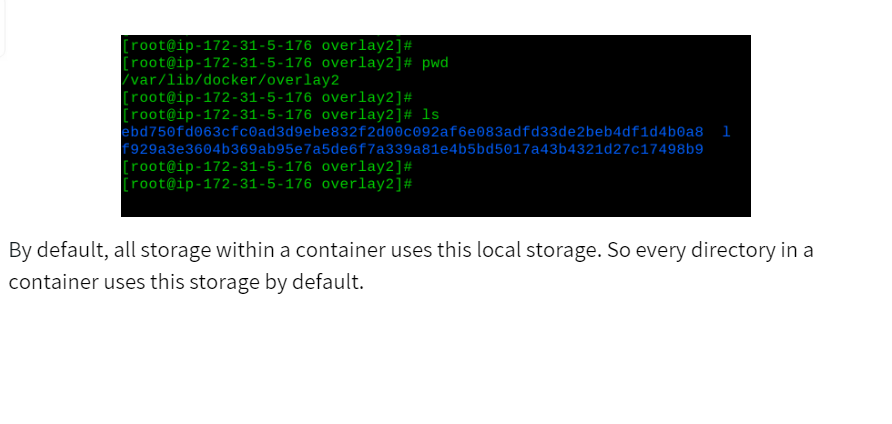 [root@ip-172-31-5-176 overlay2]#
[root@ip-172-31-5-176 overlay2]# pwd
/var/lib/docker/overlay2
[root@ip-172-31-5-176 overlay2]#
[root@ip-172-31-5-176 overlay2]# ls
ebd750fd063cfc0ad3d9ebe832f2d00c092af6e083adfd33de2beb4df1d4b0a8  l
f929a3e3604b369ab95e7a5de6f7a339a81e4b5bd5017a43b4321d27c17498b9
[root@ip-172-31-5-176 overlay2]#
[root@ip-172-31-5-176 overlay2]#
By default, all storage within a container uses this local storage. So every directory in a
container uses this storage by default.